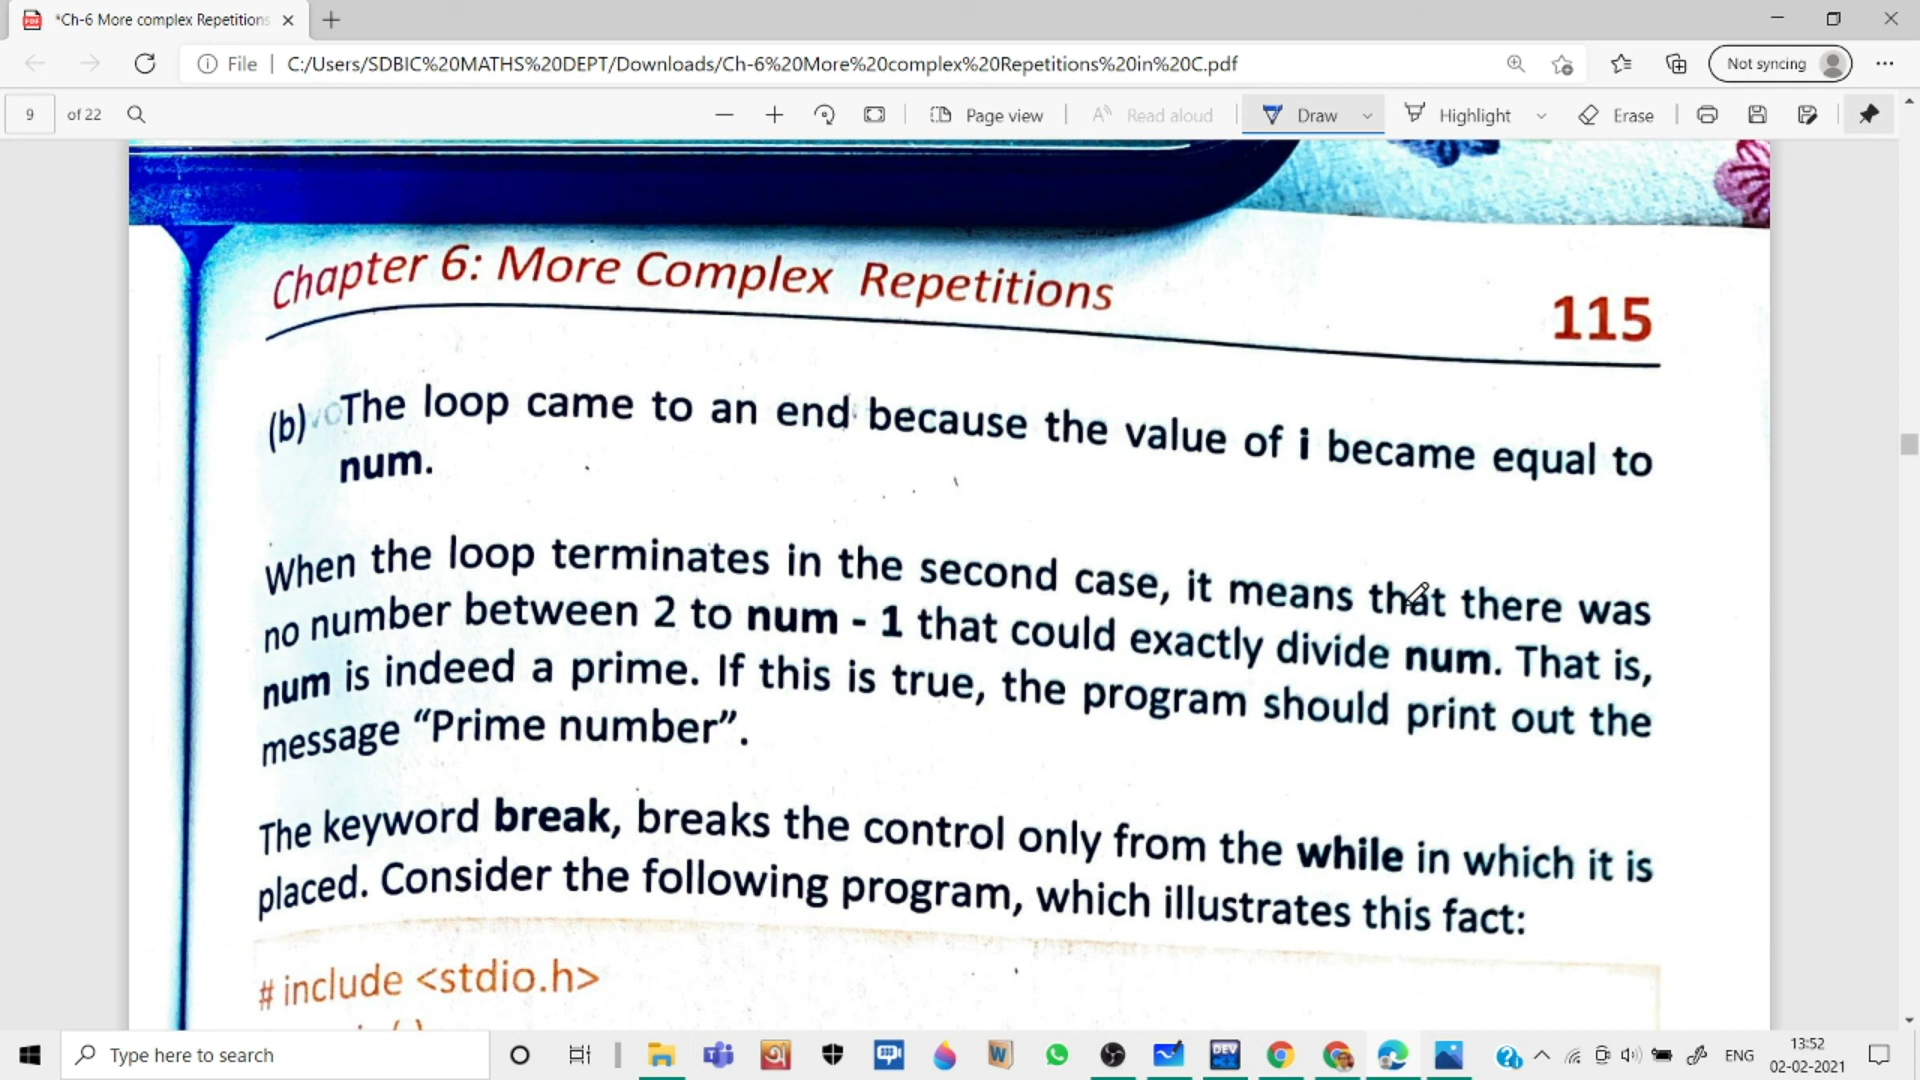 *Ch-6 More complex Repetitions
File
C:/Users/SDBIC%20MATHS%20DEPT/Downloads/Ch-6%20More%20complex%20Repetitions%20in%20C.pdf
Not syncing
9 of 22
Page view
Read aloud
Draw
Highlight
Erase
Chapter 6: More Complex Repetitions
115
(b) The loop came to an end because the value of i became equal to
num.
When the loop terminates in the second case, it means that there was
no number between 2 to num - 1 that could exactly divide num. That is,
num is indeed a prime. If this is true, the program should print out the
message “Prime number”.
The keyword break, breaks the control only from the while in which it is
placed. Consider the following program, which illustrates this fact:
# include <stdio.h>
Type here to search
DEV
ENG
13:52
02-02-2021